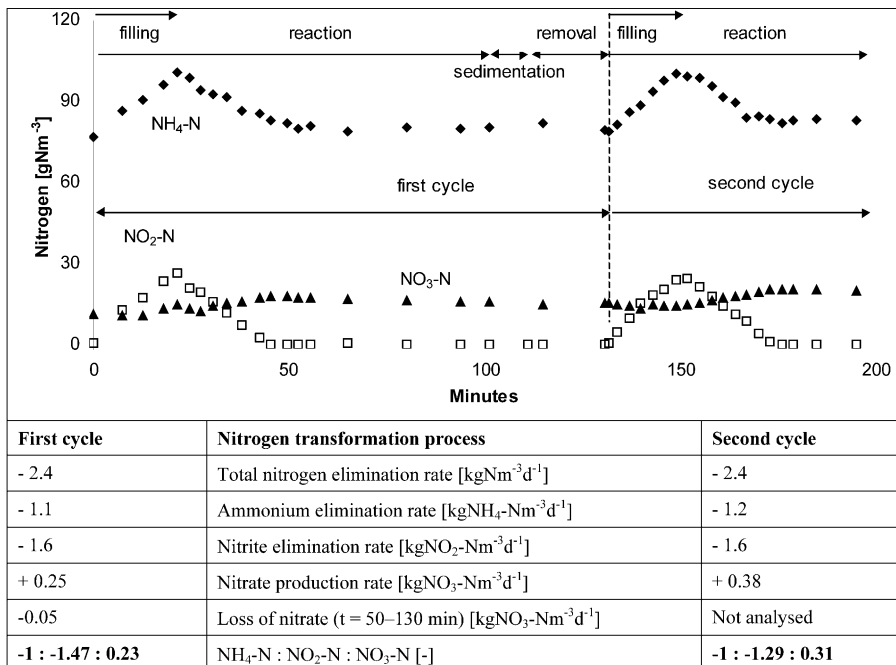 120
filling reaction removal filling reaction
sedimentation
90
NH₄-N
60
first cycle second cycle
NO₂-N
30
NO₃-N
0
0 50 100 150 200
Nitrogen [gNm⁻³]
Minutes
First cycle Nitrogen transformation process Second cycle
- 2.4 Total nitrogen elimination rate [kgNm⁻³d⁻¹] - 2.4
- 1.1 Ammonium elimination rate [kgNH₄-Nm⁻³d⁻¹] - 1.2
- 1.6 Nitrite elimination rate [kgNO₂-Nm⁻³d⁻¹] - 1.6
+ 0.25 Nitrate production rate [kgNO₃-Nm⁻³d⁻¹] + 0.38
-0.05 Loss of nitrate (t = 50–130 min) [kgNO₃-Nm⁻³d⁻¹] Not analysed
-1 : -1.47 : 0.23 NH₄-N : NO₂-N : NO₃-N [-] -1 : -1.29 : 0.31